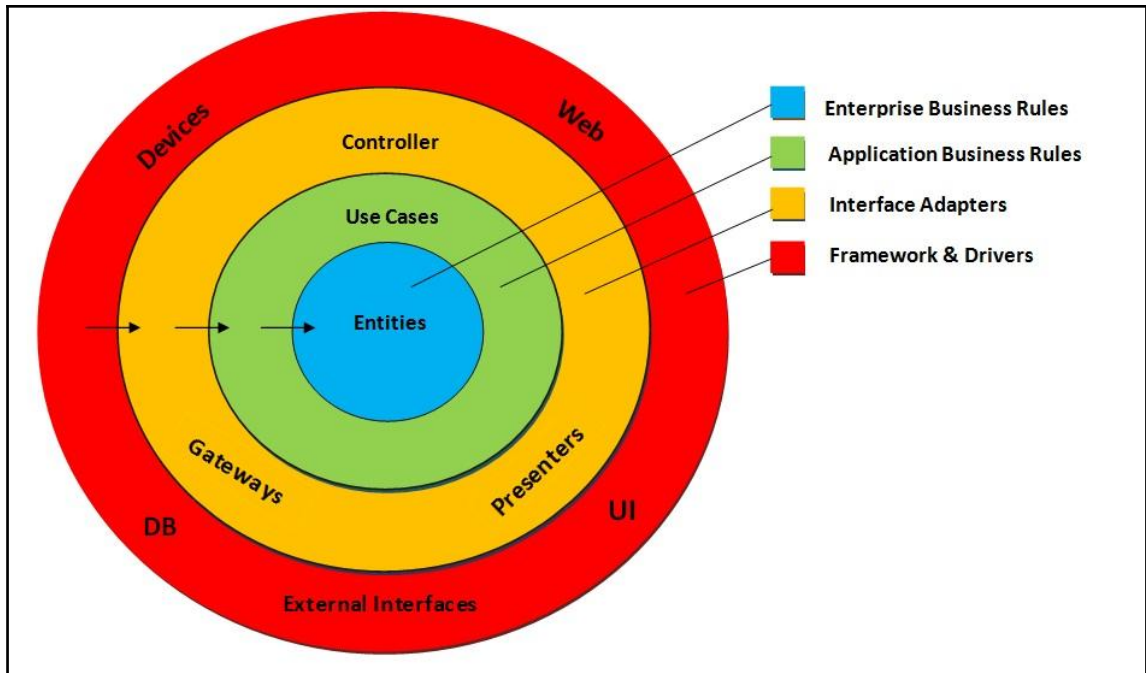 Devices
Web
Controller
Use Cases
Entities
Gateways
Presenters
DB
UI
External Interfaces
Enterprise Business Rules
Application Business Rules
Interface Adapters
Framework & Drivers